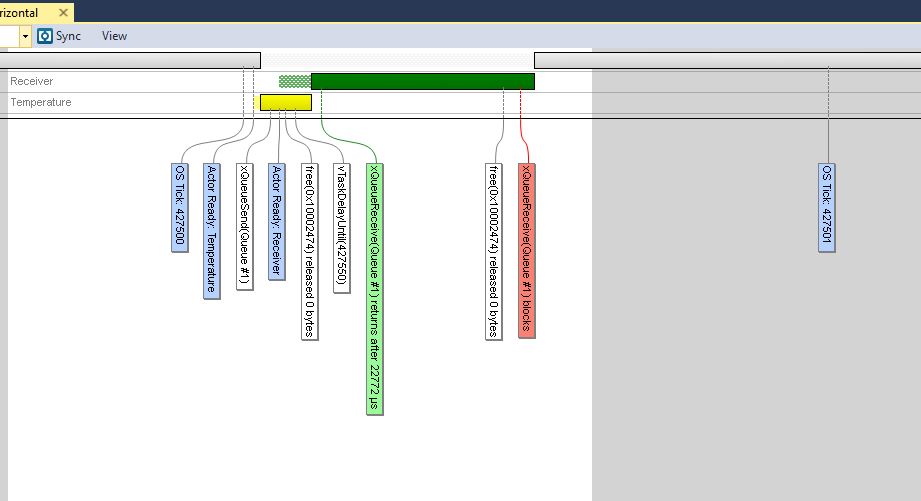 rizontal
Sync
View
Receiver
Temperature
OS Tick: 427500
Actor Ready: Temperature
xQueueSend(Queue #1)
Actor Ready: Receiver
free(0x10002474) released 0 bytes
vTaskDelayUntil(427550)
xQueueReceive(Queue #1) returns after 22772 µs
free(0x10002474) released 0 bytes
xQueueReceive(Queue #1) blocks
OS Tick: 427501